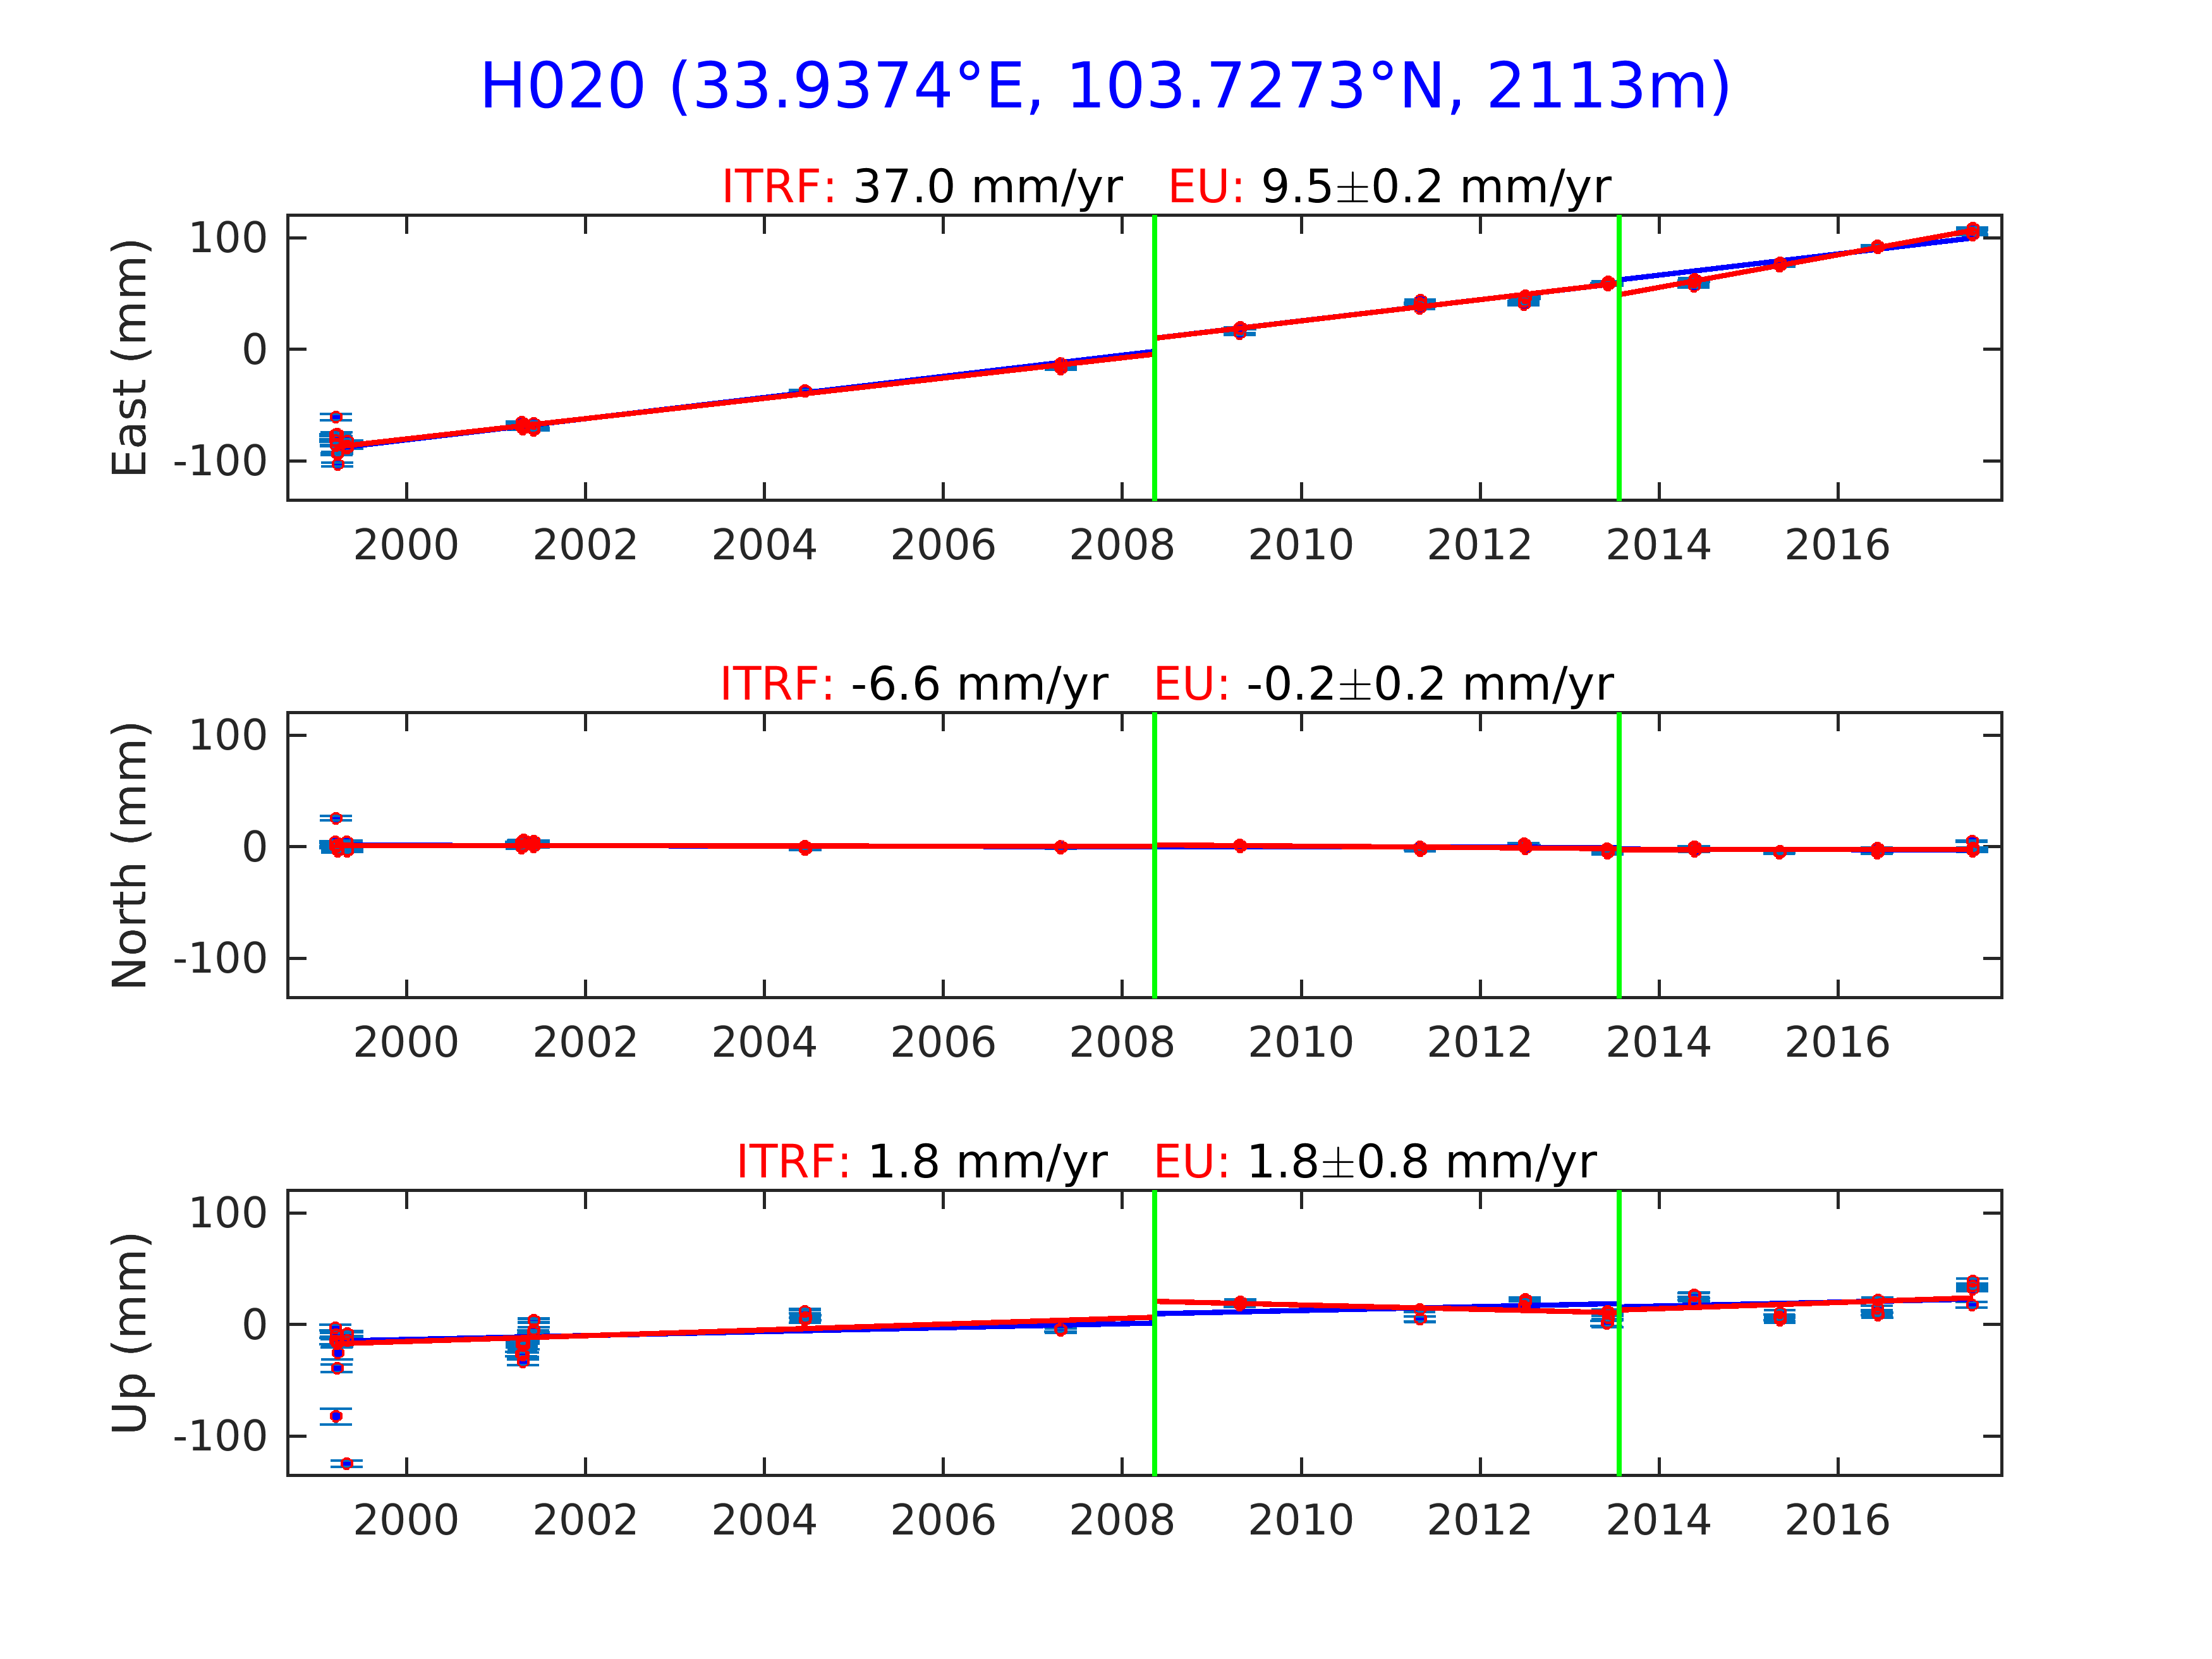 H020 (33.9374°E, 103.7273°N, 2113m)
ITRF: 37.0 mm/yr EU: 9.5±0.2 mm/yr
East (mm)
100
0
-100
2000 2002 2004 2006 2008 2010 2012 2014 2016
ITRF: -6.6 mm/yr EU: -0.2±0.2 mm/yr
North (mm)
100
0
-100
2000 2002 2004 2006 2008 2010 2012 2014 2016
ITRF: 1.8 mm/yr EU: 1.8±0.8 mm/yr
Up (mm)
100
0
-100
2000 2002 2004 2006 2008 2010 2012 2014 2016